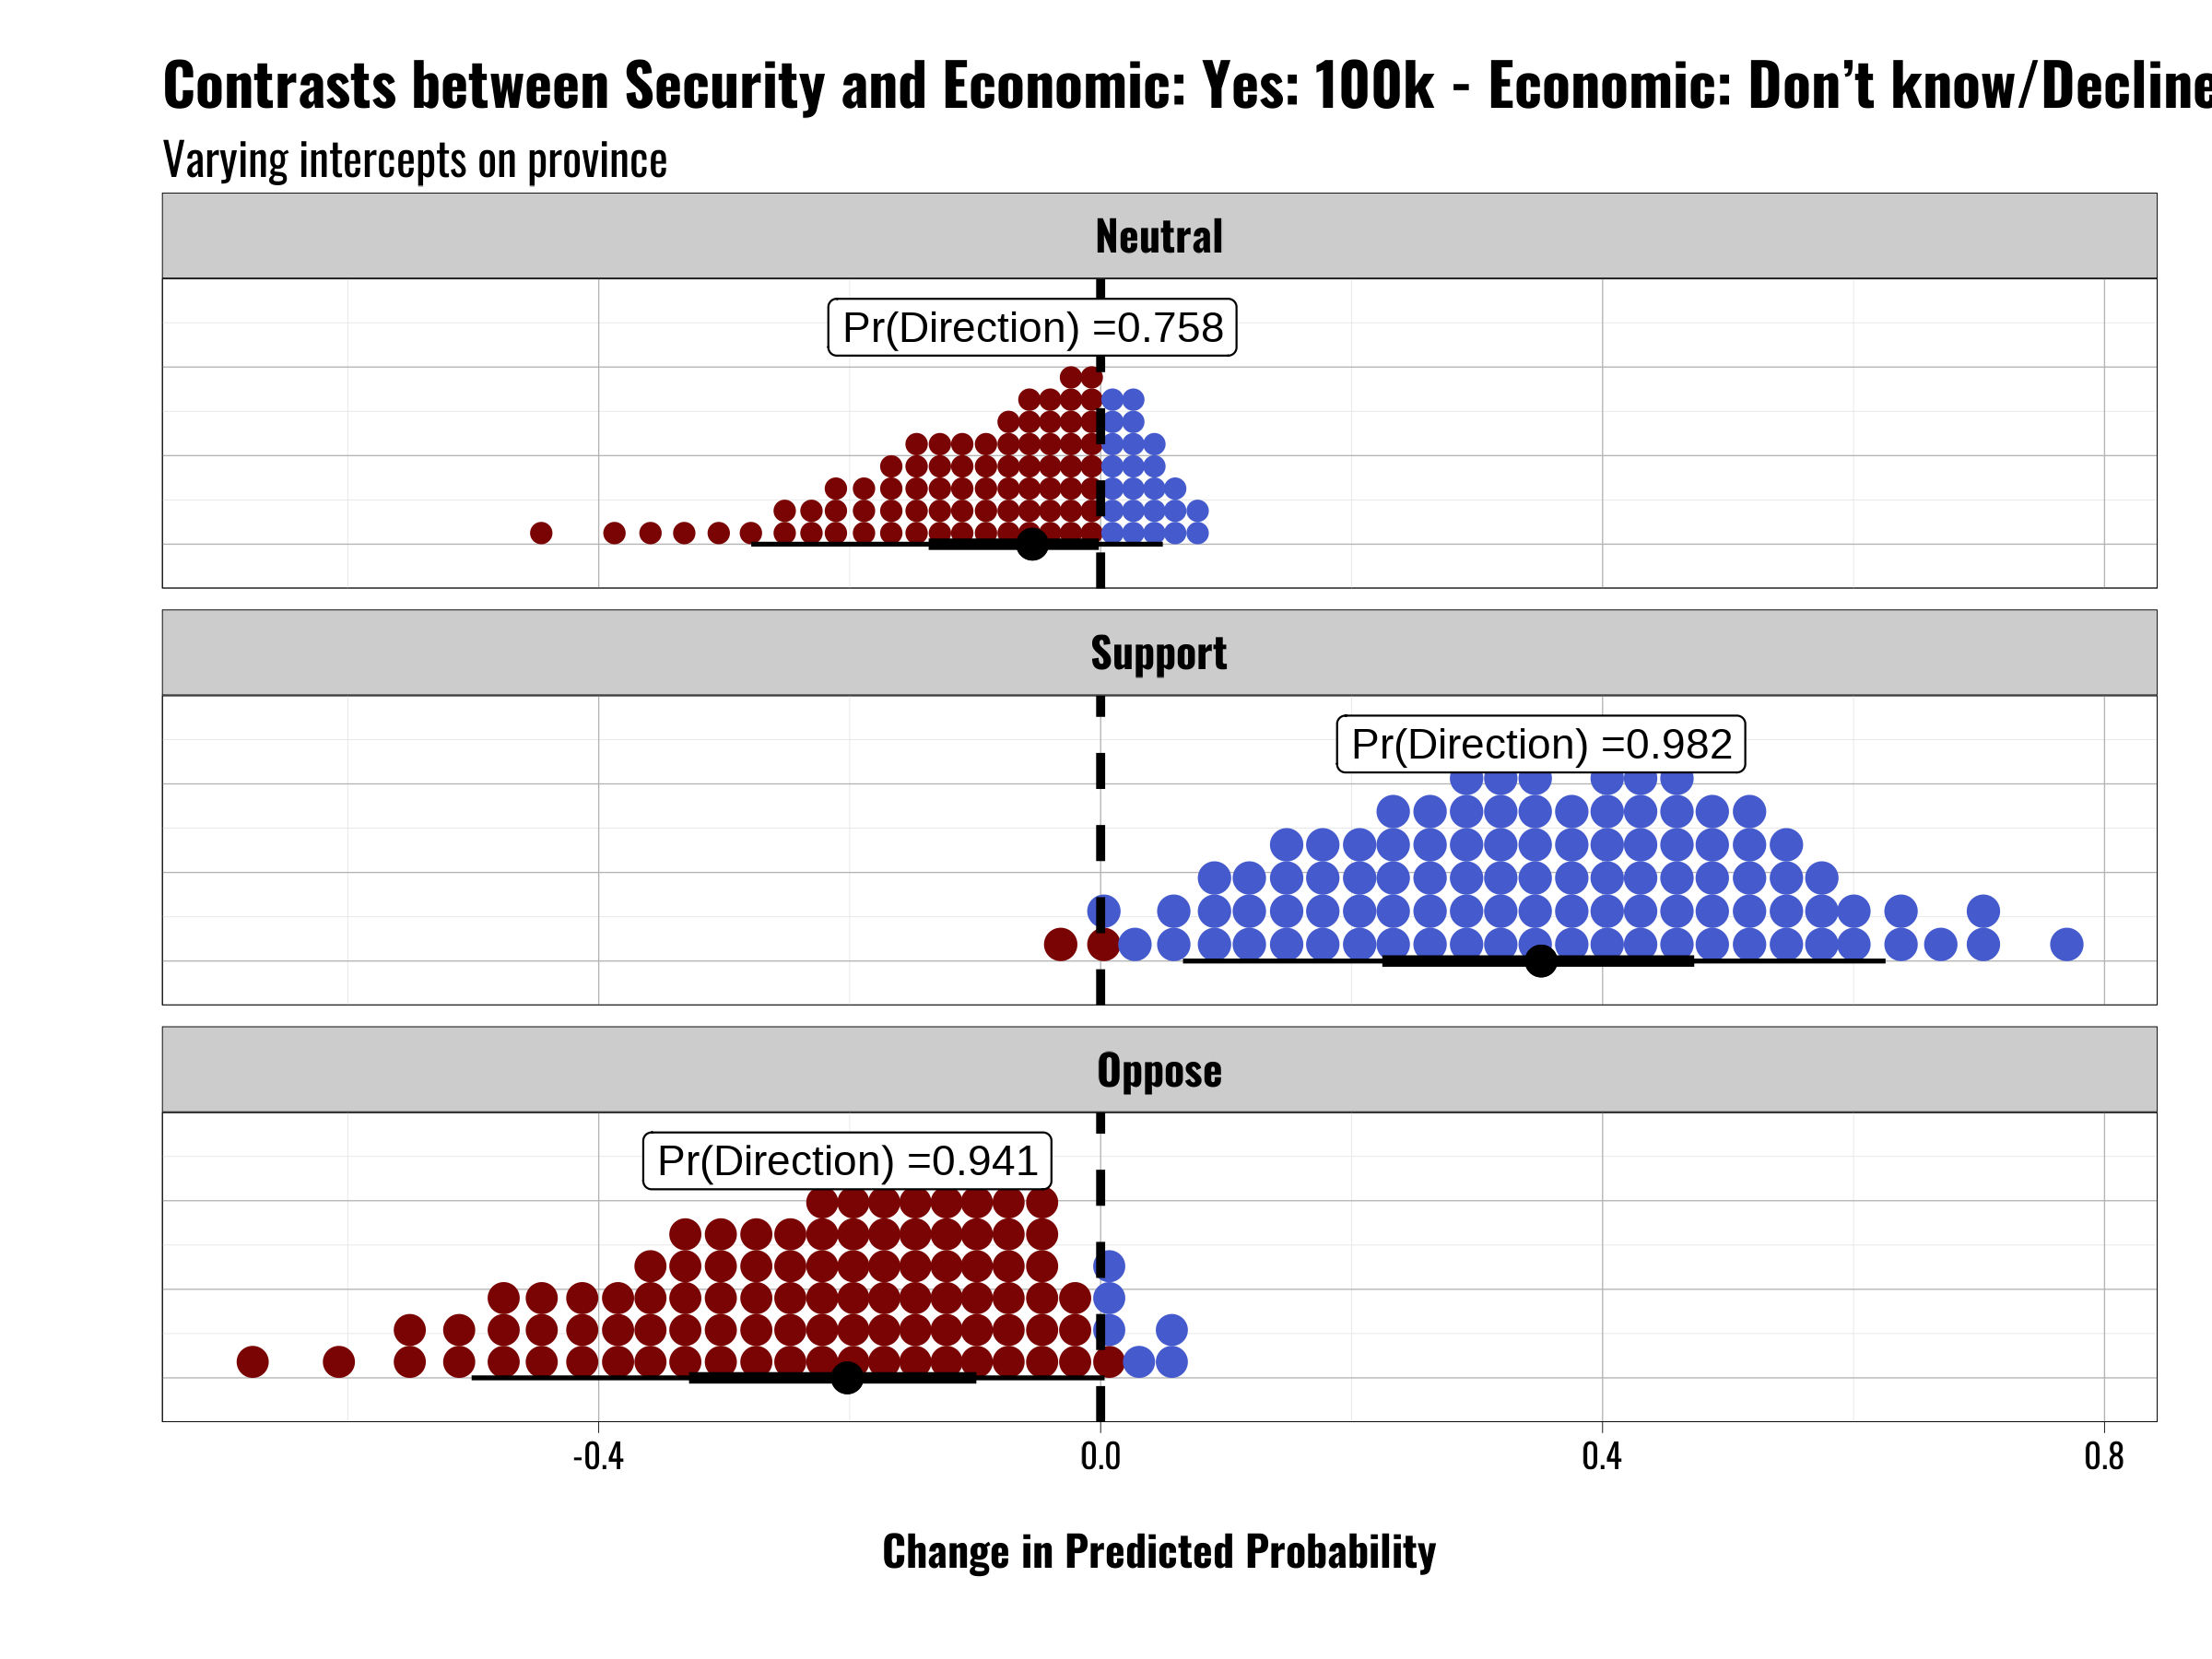 Contrasts between Security and Economic: Yes: 100k - Economic: Don’t know/Decline
Varying intercepts on province
Neutral
Pr(Direction) =0.758
Support
Pr(Direction) =0.982
Oppose
Pr(Direction) =0.941
-0.4 0.0 0.4 0.8
Change in Predicted Probability